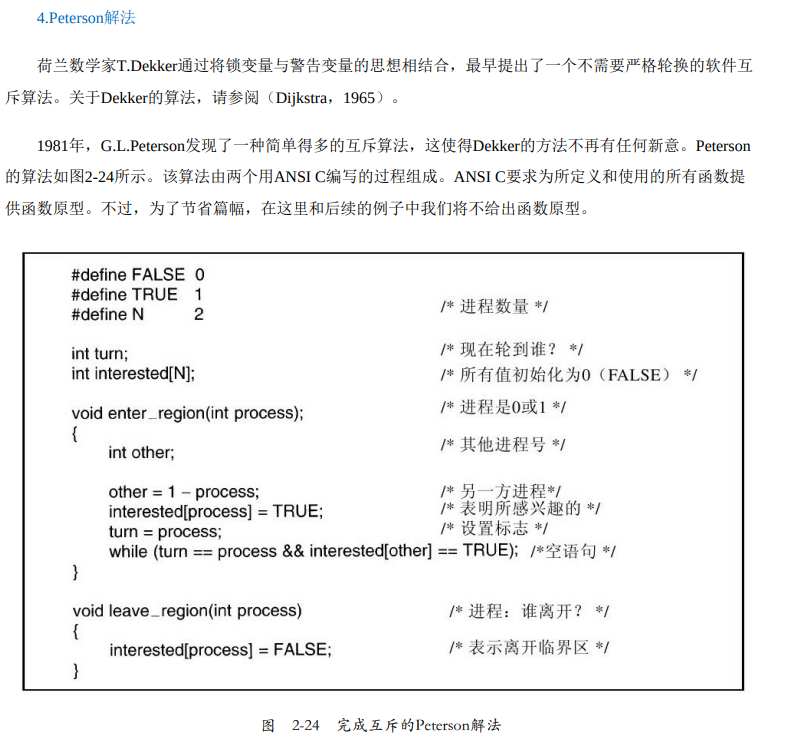 4.Peterson解法
荷兰数学家T.Dekker通过将锁变量与警告变量的思想相结合，最早提出了一个不需要严格轮换的软件互
斥算法。关于Dekker的算法，请参阅（Dijkstra，1965）。
1981年，G.L.Peterson发现了一种简单得多的互斥算法，这使得Dekker的方法不再有任何新意。Peterson
的算法如图2-24所示。该算法由两个用ANSI C编写的过程组成。ANSI C要求为所定义和使用的所有函数提
供函数原型。不过，为了节省篇幅，在这里和后续的例子中我们将不给出函数原型。
#define FALSE 0
#define TRUE 1
#define N 2 /* 进程数量 */
int turn; /* 现在轮到谁？ */
int interested[N]; /* 所有值初始化为0（FALSE） */
void enter_region(int process); /* 进程是0或1 */
{
int other; /* 其他进程号 */
other = 1 – process; /* 另一方进程*/
interested[process] = TRUE; /* 表明所感兴趣的 */
turn = process; /* 设置标志 */
while (turn == process && interested[other] == TRUE); /*空语句 */
}
void leave_region(int process) /* 进程：谁离开？ */
{
interested[process] = FALSE; /* 表示离开临界区 */
}
图 2-24 完成互斥的Peterson解法